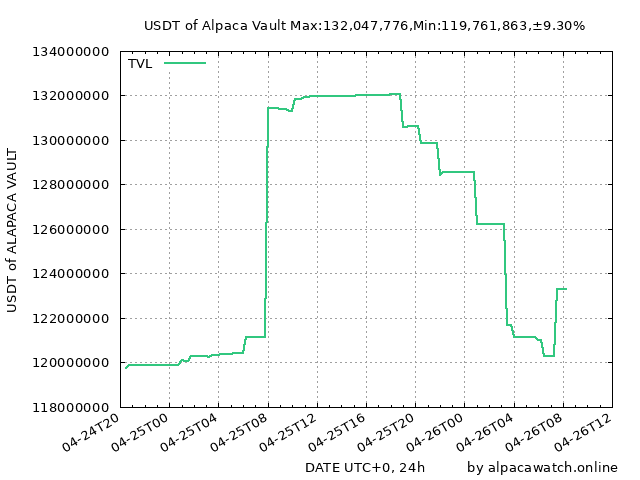 USDT of Alpaca Vault Max:132,047,776,Min:119,761,863,±9.30%
134000000
TVL
132000000
130000000
128000000
126000000
124000000
122000000
120000000
118000000
USDT of ALAPACA VAULT
04-24T20
04-25T00
04-25T04
04-25T08
04-25T12
04-25T16
04-25T20
04-26T00
04-26T04
04-26T08
04-26T12
DATE UTC+0, 24h
by alpacawatch.online